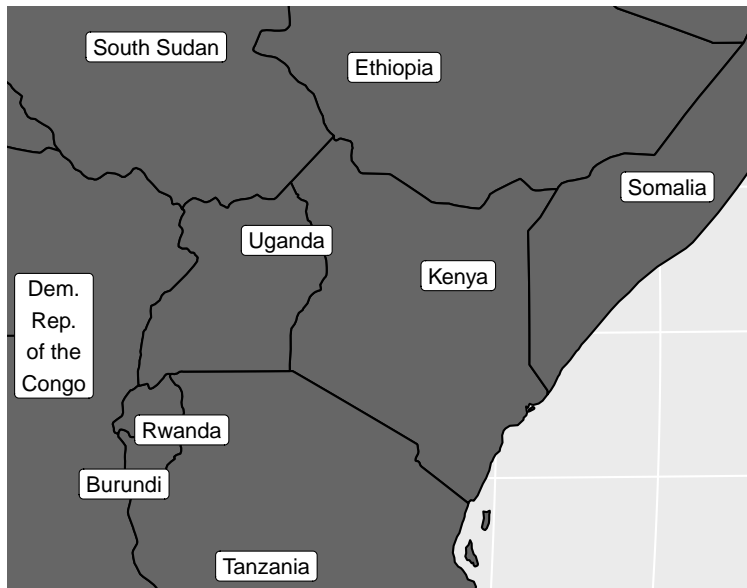 South Sudan
Ethiopia
Somalia
Uganda
Kenya
Dem.
Rep.
of the
Congo
Rwanda
Burundi
Tanzania